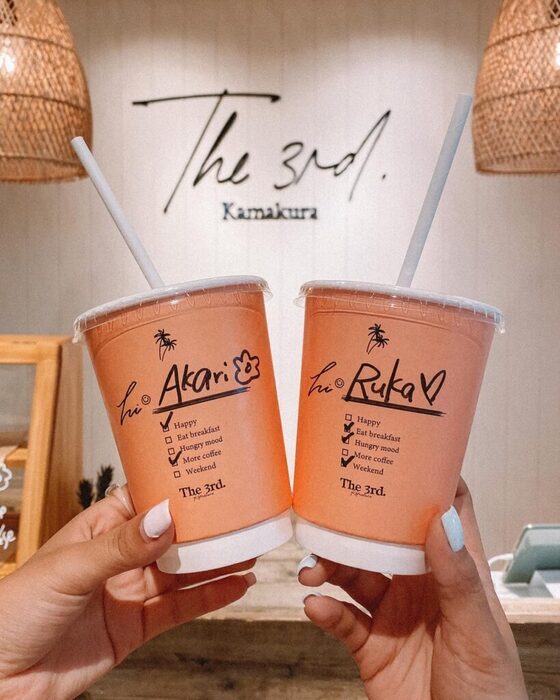 The 3rd.
Kamakura
hi Akari
Happy
Eat breakfast
Hungry mood
More coffee
Weekend
The 3rd.
hi Ruka
Happy
Eat breakfast
Hungry mood
More coffee
Weekend
The 3rd.